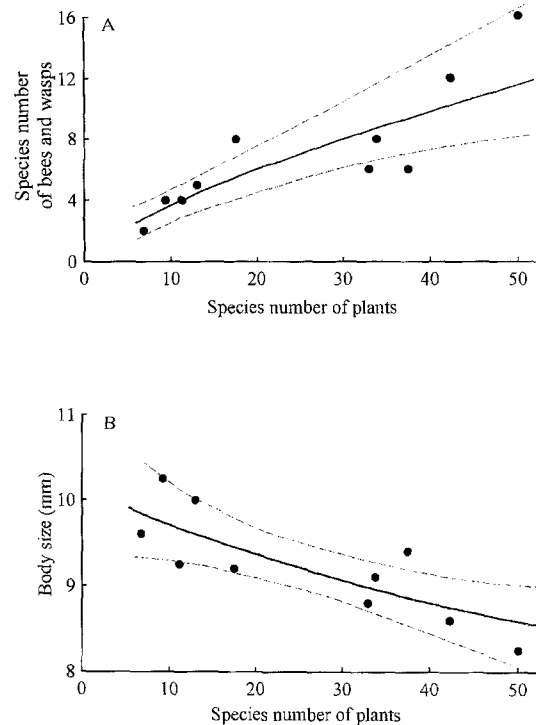 A
Species number
of bees and wasps
16
12
8
4
0
0 10 20 30 40 50
Species number of plants
B
Body size (mm)
11
10
9
8
0 10 20 30 40 50
Species number of plants